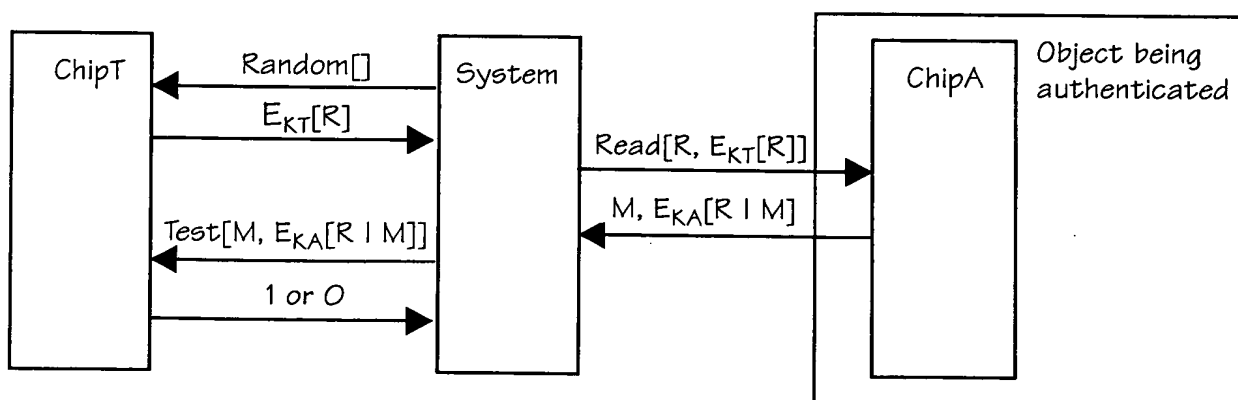 ChipT
Random[]
E_KT[R]
Test[M, E_KA[R | M]]
1 or 0
System
Read[R, E_KT[R]]
M, E_KA[R | M]
ChipA
Object being
authenticated